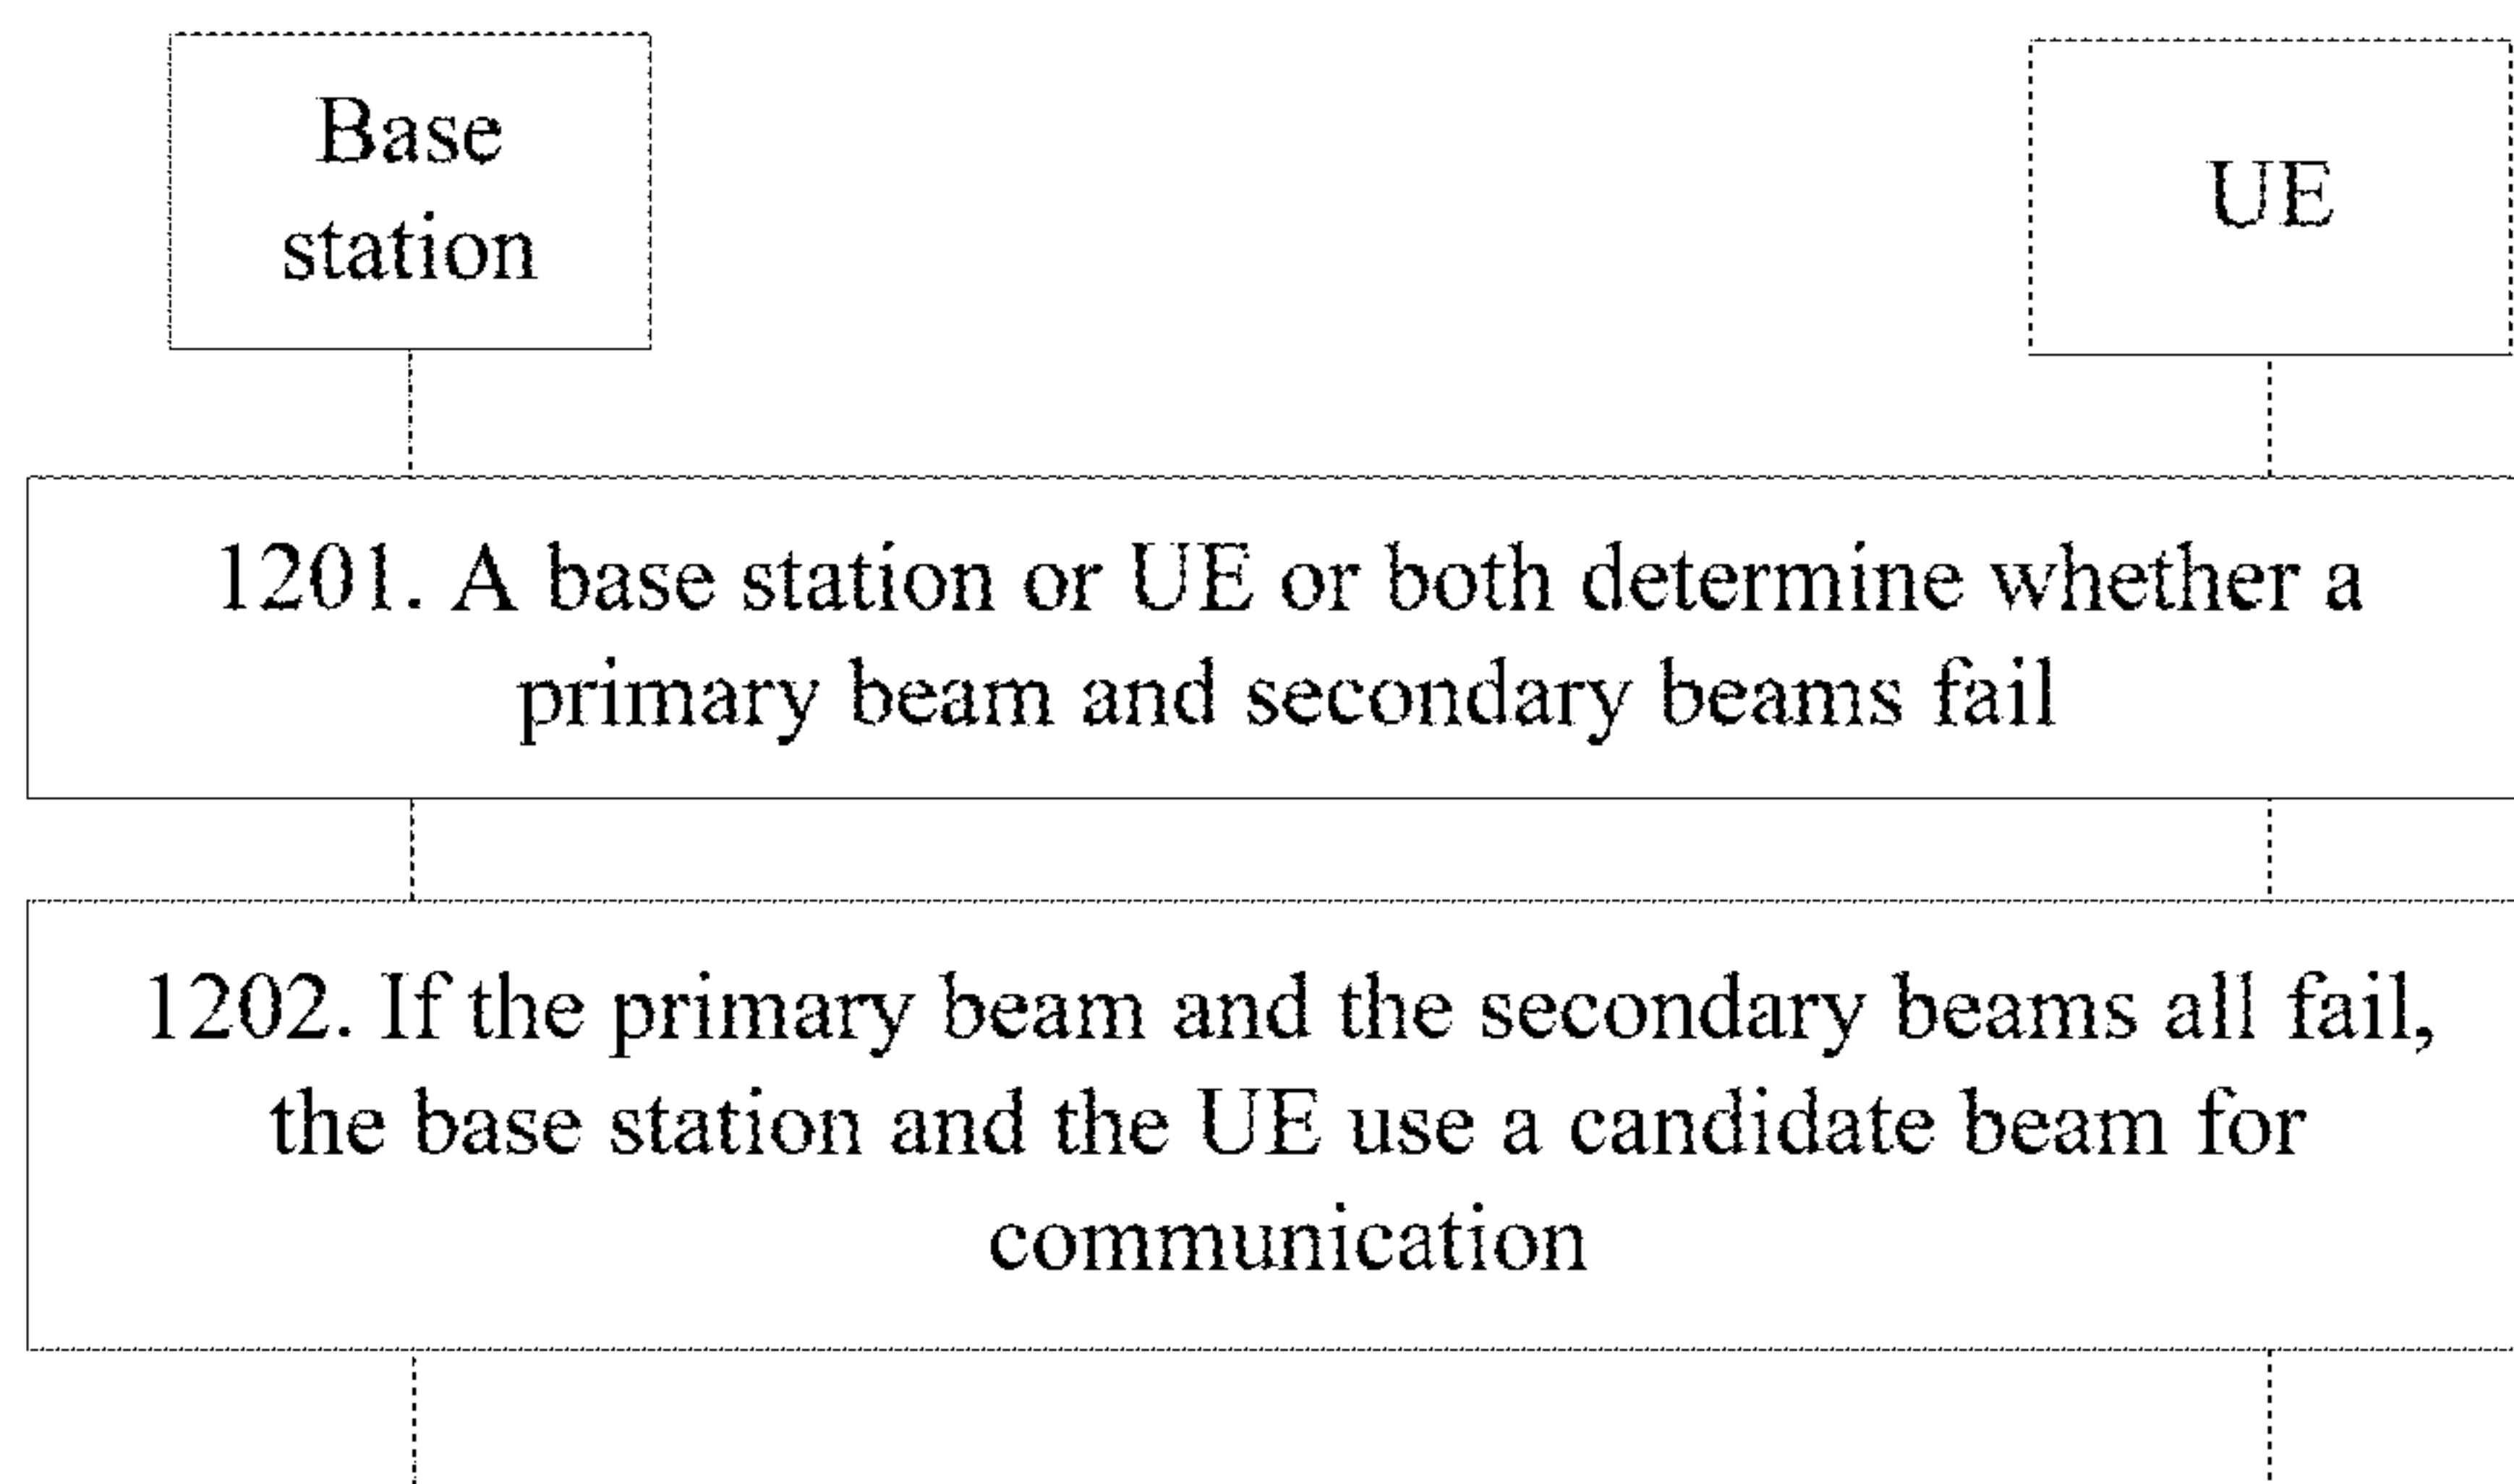 Base
station
UE
1201. A base station or UE or both determine whether a
primary beam and secondary beams fail
1202. If the primary beam and the secondary beams all fail,
the base station and the UE use a candidate beam for
communication